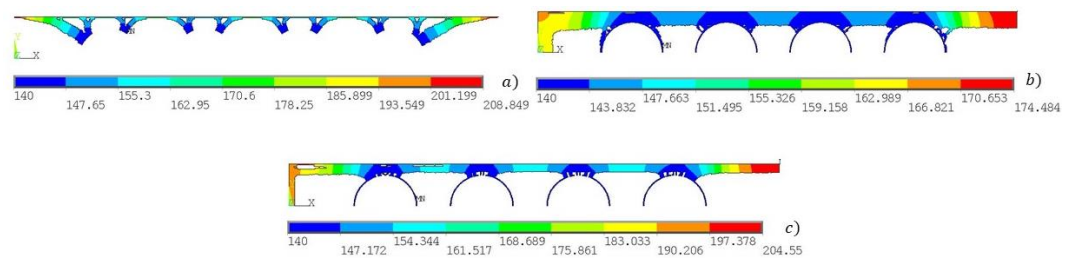 MN
Y
X
a)
140 155.3 170.6 185.899 201.199
147.65 162.95 178.25 193.549 208.849
MN
X
b)
140 147.663 155.326 162.989 170.653
143.832 151.495 159.158 166.821 174.484
MN
X
c)
140 154.344 168.689 183.033 197.378
147.172 161.517 175.861 190.206 204.55